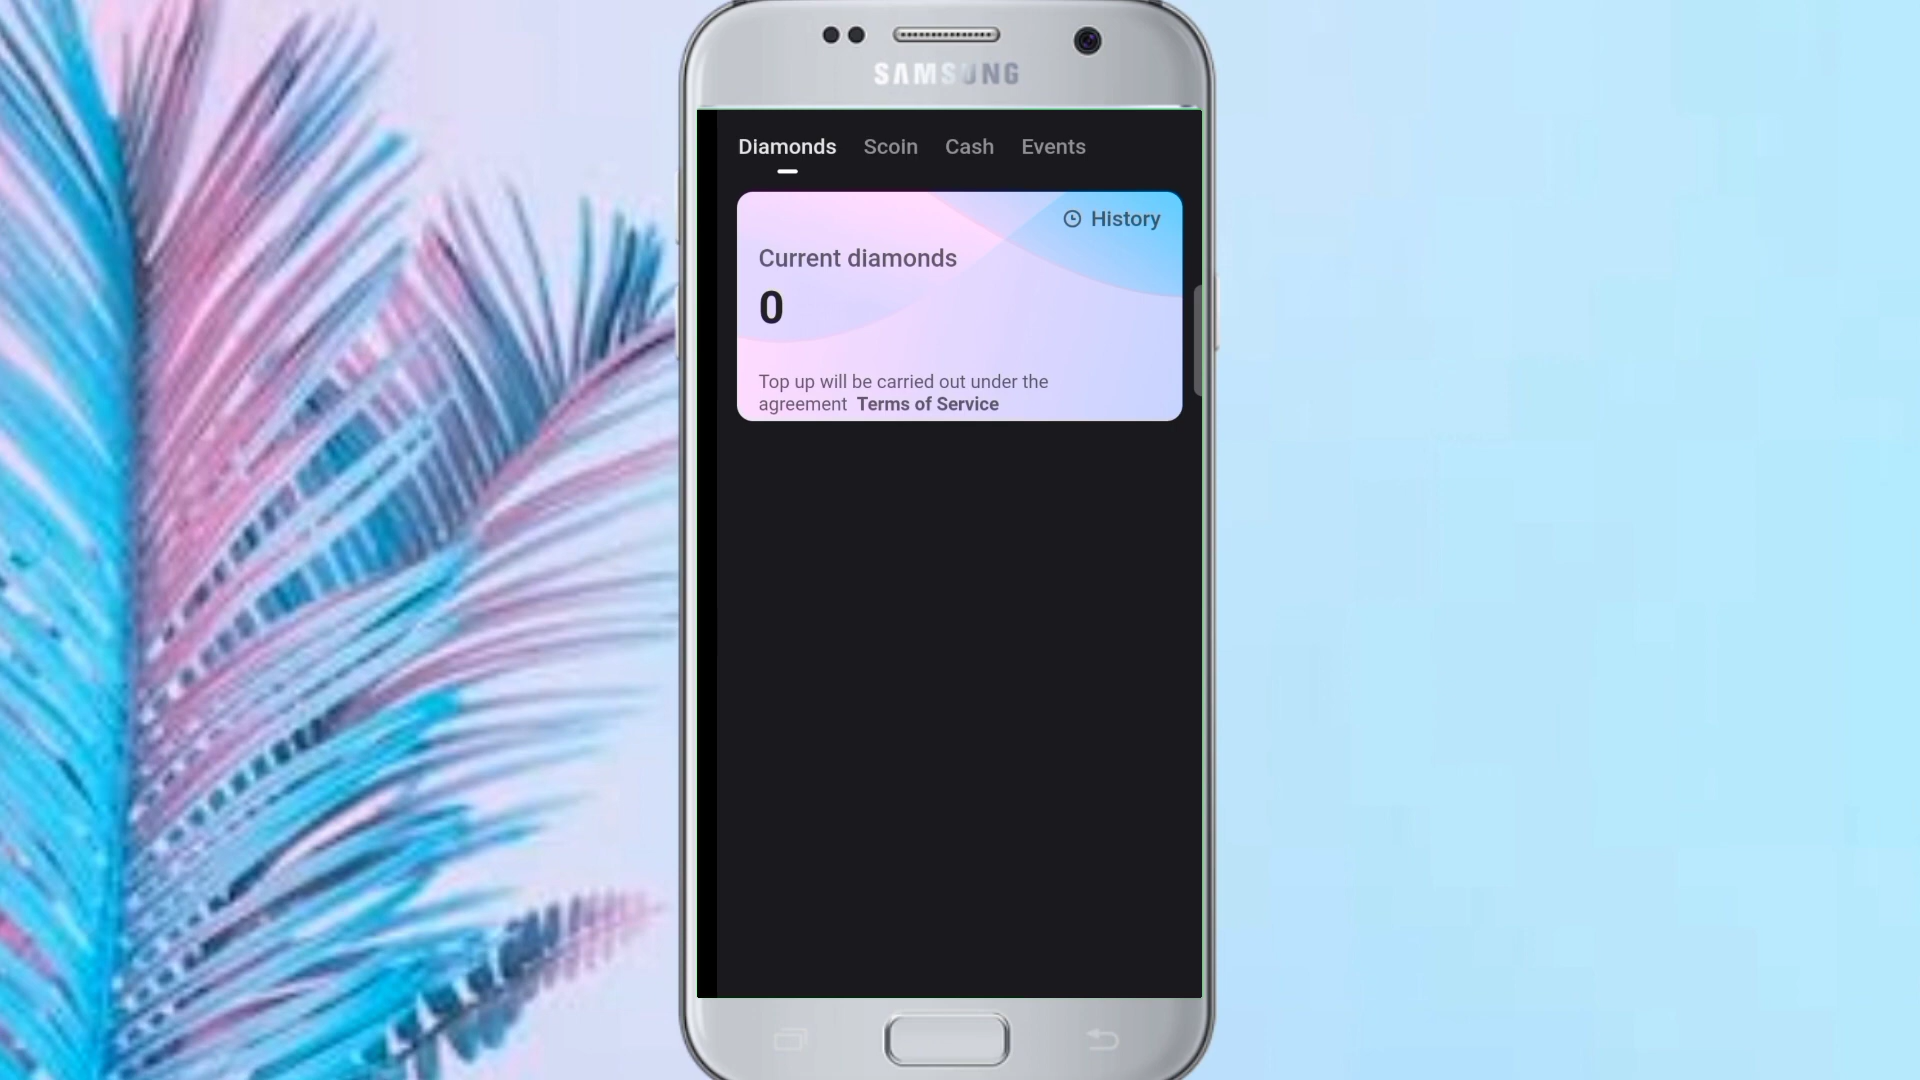 SAMSUNG
Diamonds Scoin Cash Events
History
Current diamonds
0
Top up will be carried out under the
agreement Terms of Service